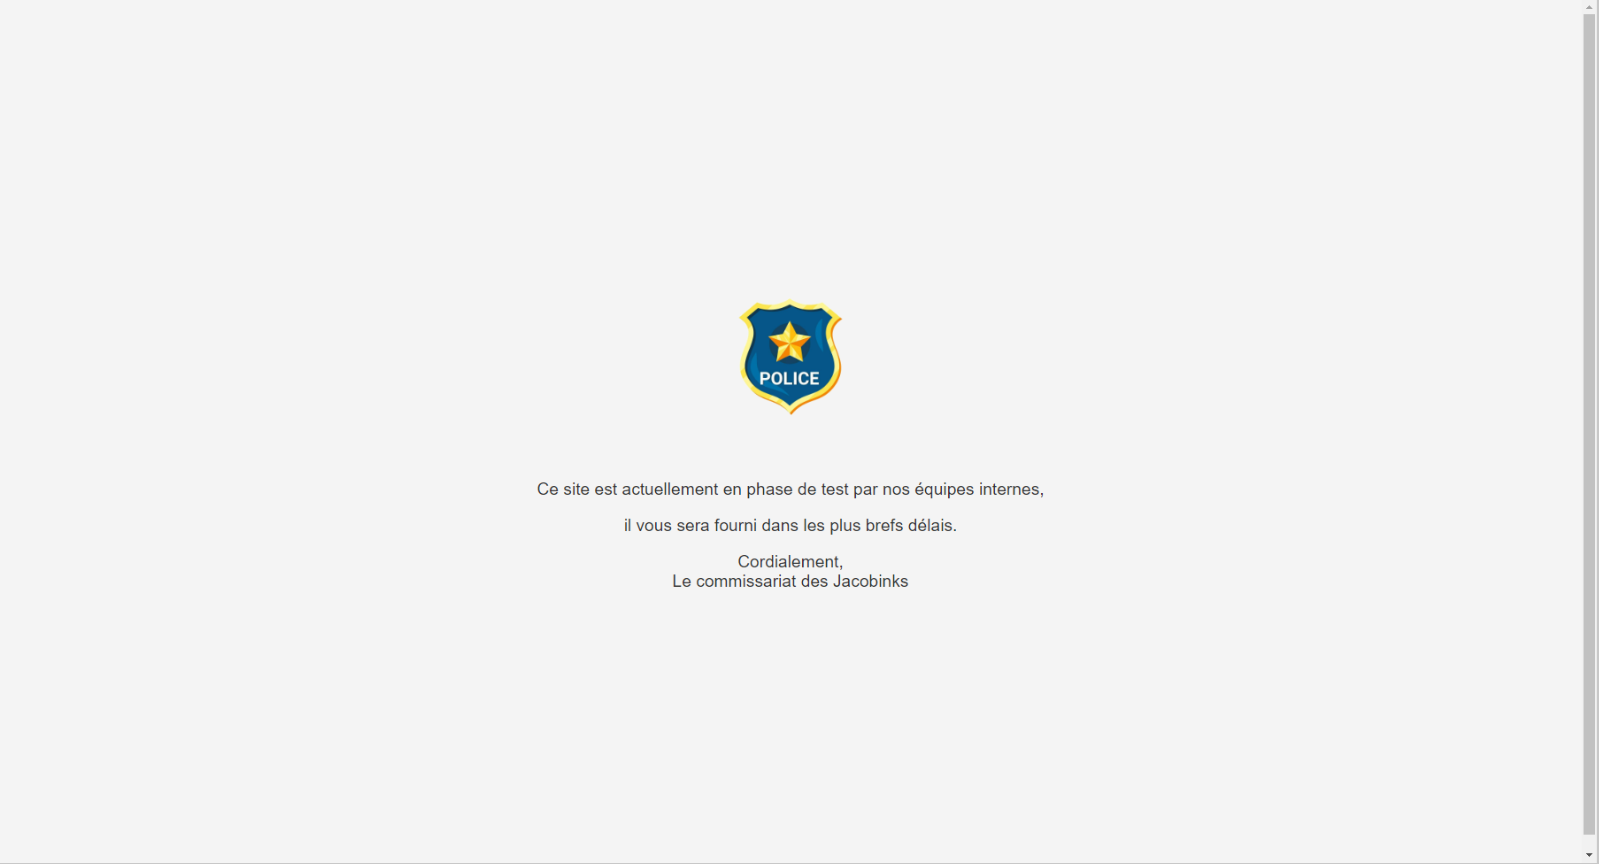 POLICE
Ce site est actuellement en phase de test par nos équipes internes,
il vous sera fourni dans les plus brefs délais.
Cordialement,
Le commissariat des Jacobinks